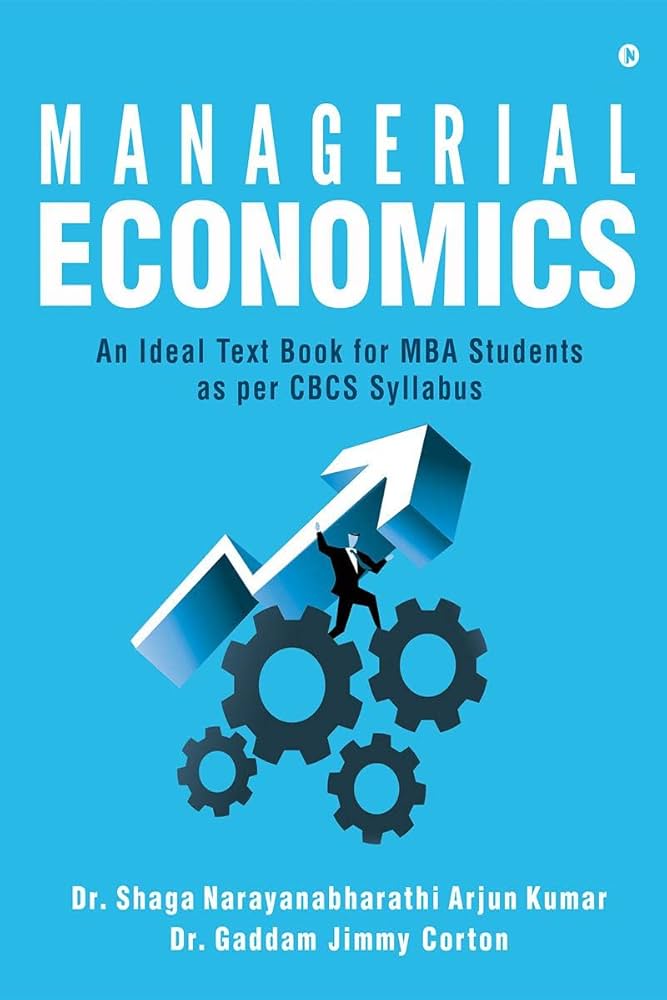 N
MANAGERIAL
ECONOMICS
An Ideal Text Book for MBA Students
as per CBCS Syllabus
Dr. Shaga Narayanabharathi Arjun Kumar
Dr. Gaddam Jimmy Corton